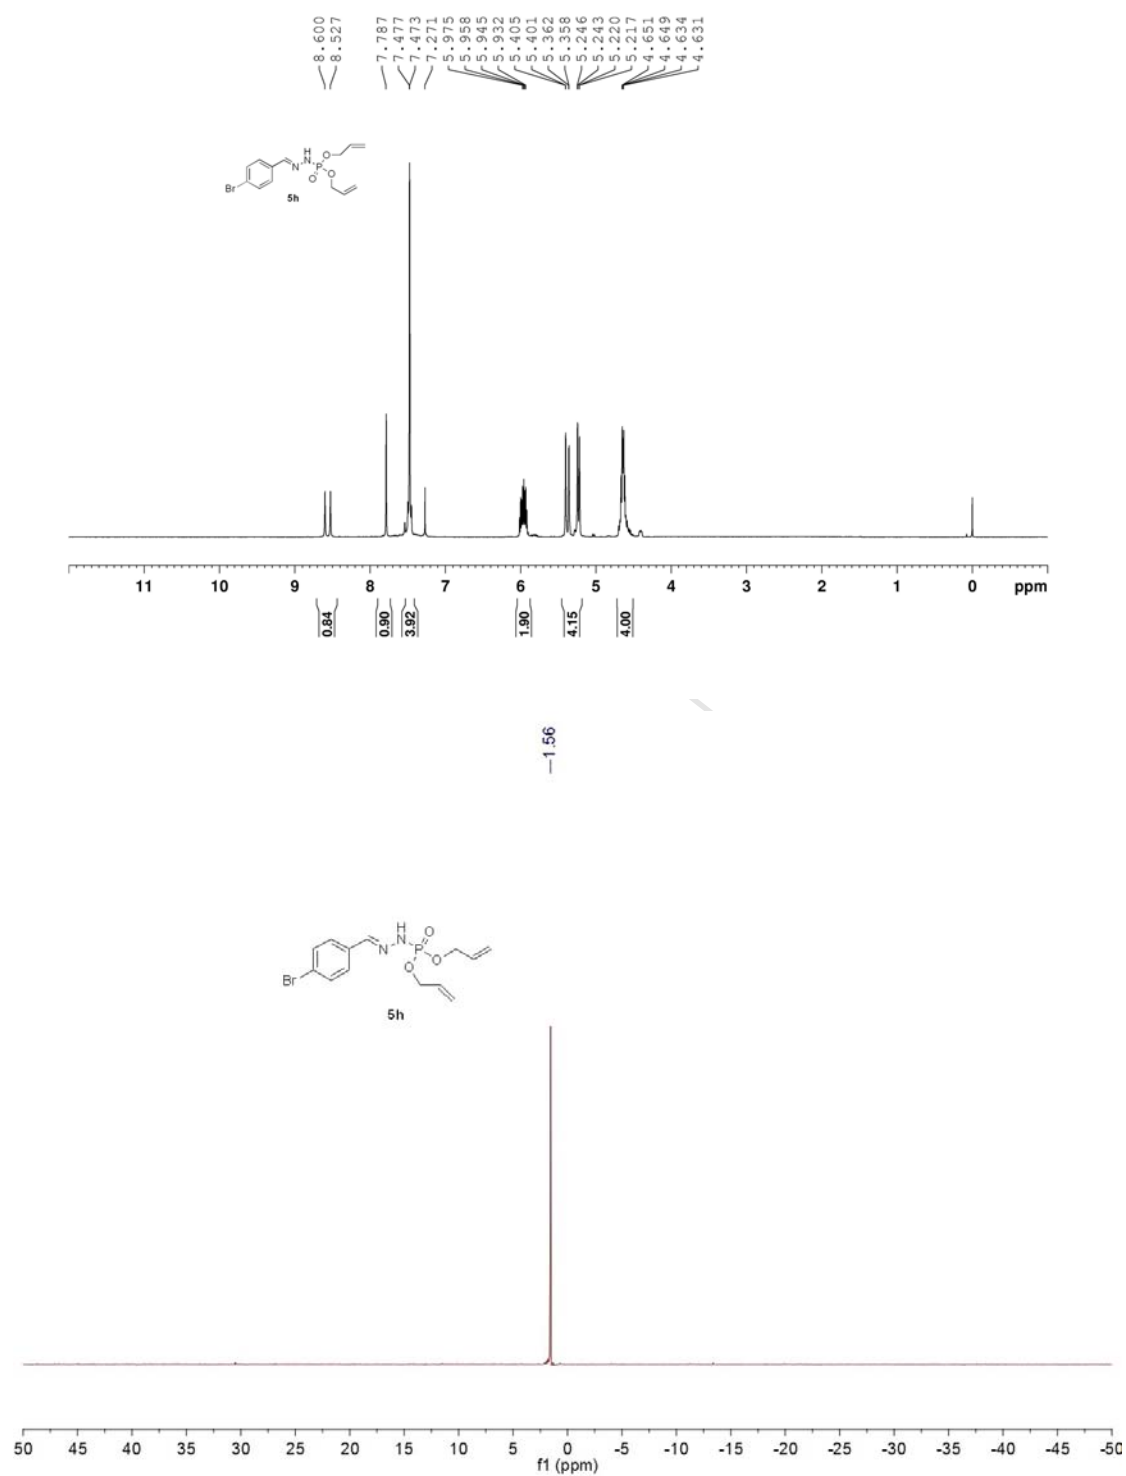 8.600
8.527
7.787
7.477
7.473
7.271
5.975
5.958
5.945
5.932
5.405
5.401
5.362
5.358
5.246
5.243
5.220
5.217
4.651
4.649
4.634
4.631
H
N
N
P
O
O
O
Br
5h
11 10 9 8 7 6 5 4 3 2 1 0 ppm
0.84
0.90
3.92
1.90
4.15
4.00
—1.56
H
N
N
P
O
O
O
Br
5h
50 45 40 35 30 25 20 15 10 5 0 -5 -10 -15 -20 -25 -30 -35 -40 -45 -50
f1 (ppm)